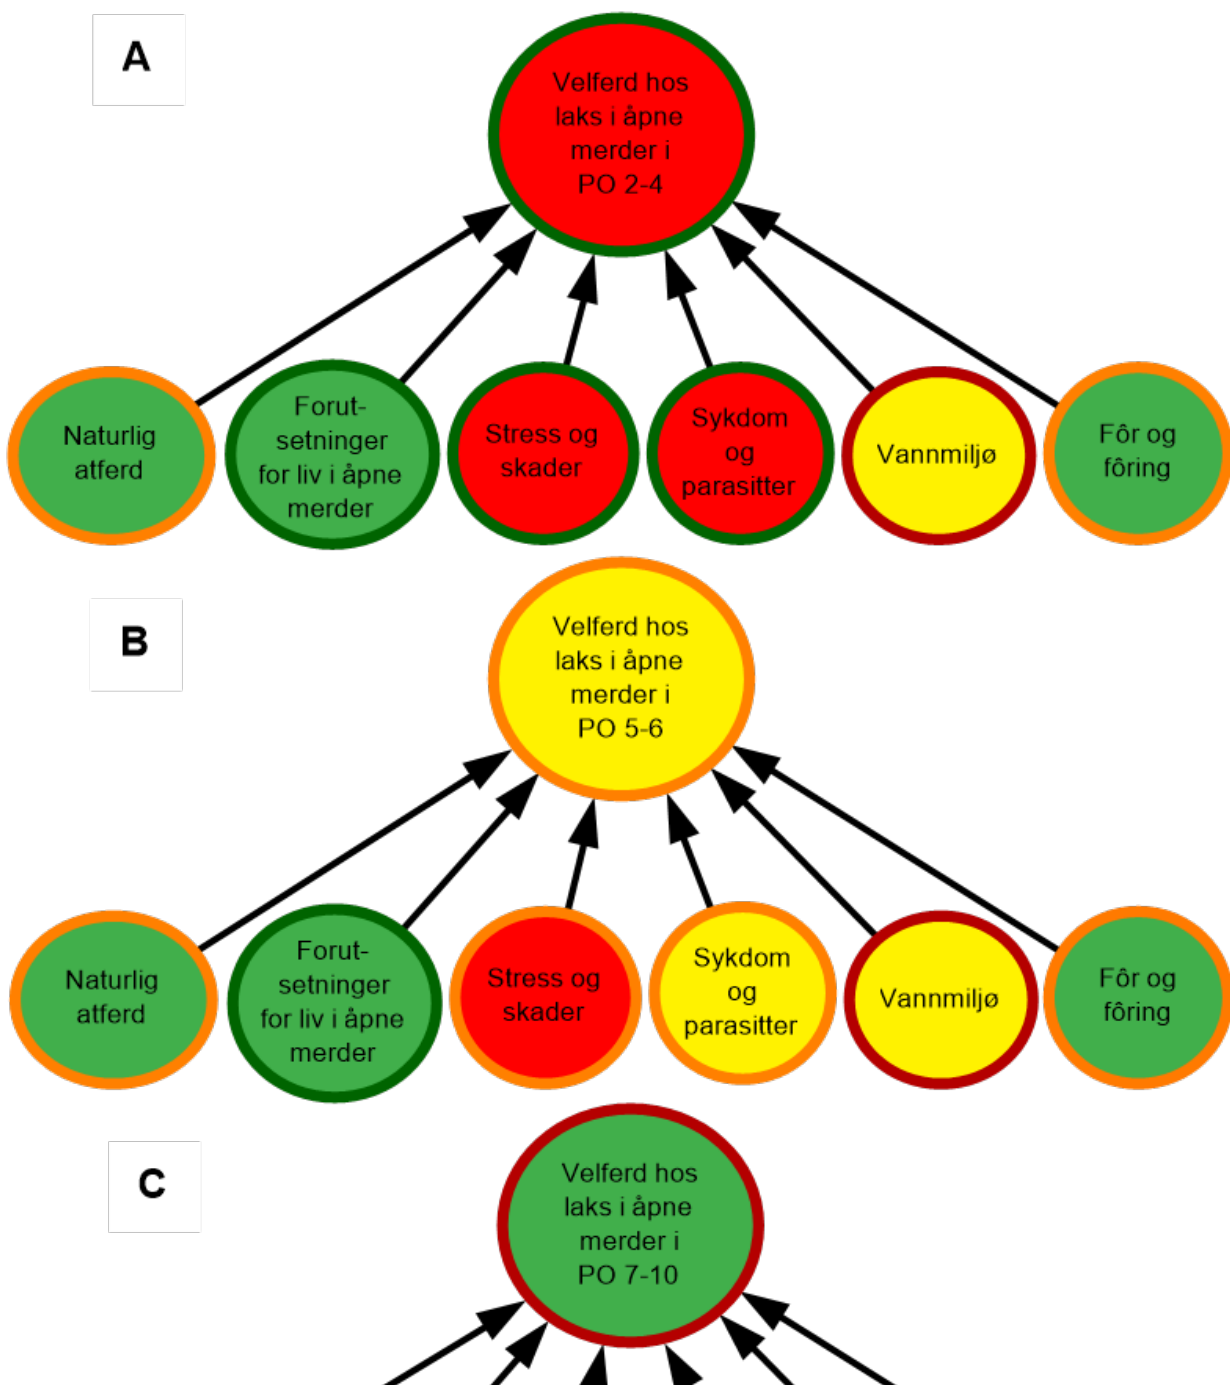 A
Velferd hos
laks i åpne
merder i
PO 2-4
Naturlig
atferd
Forut-
setninger
for liv i åpne
merder
Stress og
skader
Sykdom
og
parasitter
Vannmiljø
Fôr og
fôring
B
Velferd hos
laks i åpne
merder i
PO 5-6
Naturlig
atferd
Forut-
setninger
for liv i åpne
merder
Stress og
skader
Sykdom
og
parasitter
Vannmiljø
Fôr og
fôring
C
Velferd hos
laks i åpne
merder i
PO 7-10